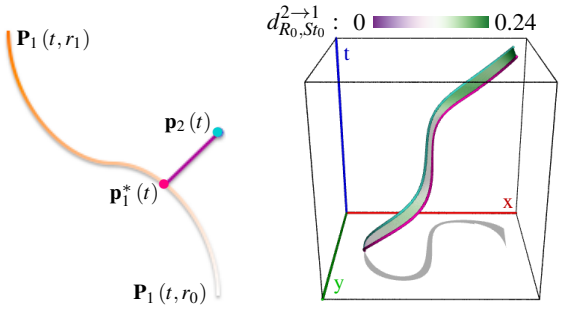 P₁ (t, r₁)
p₂ (t)
p₁* (t)
P₁ (t, r₀)
d^{2→1}_{R₀,St₀} : 0 0.24
t
x
y